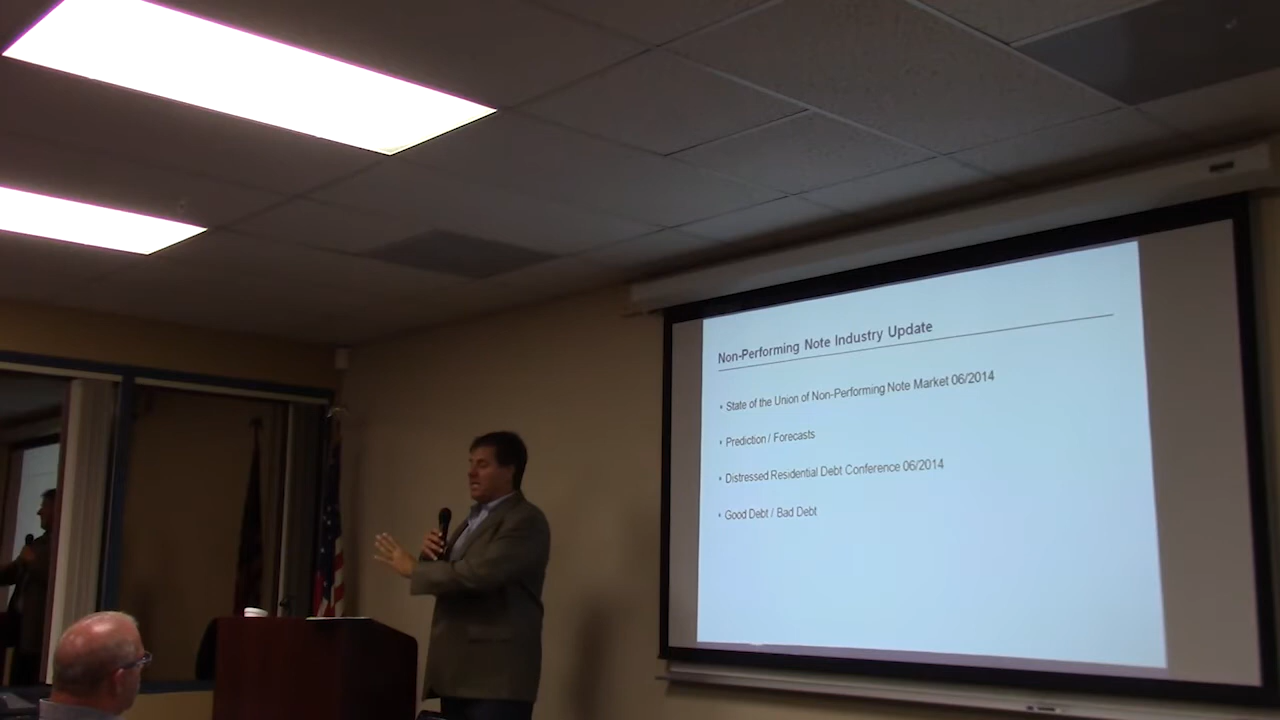 Non-Performing Note Industry Update
• State of the Union of Non-Performing Note Market 06/2014
• Prediction / Forecasts
• Distressed Residential Debt Conference 06/2014
• Good Debt / Bad Debt